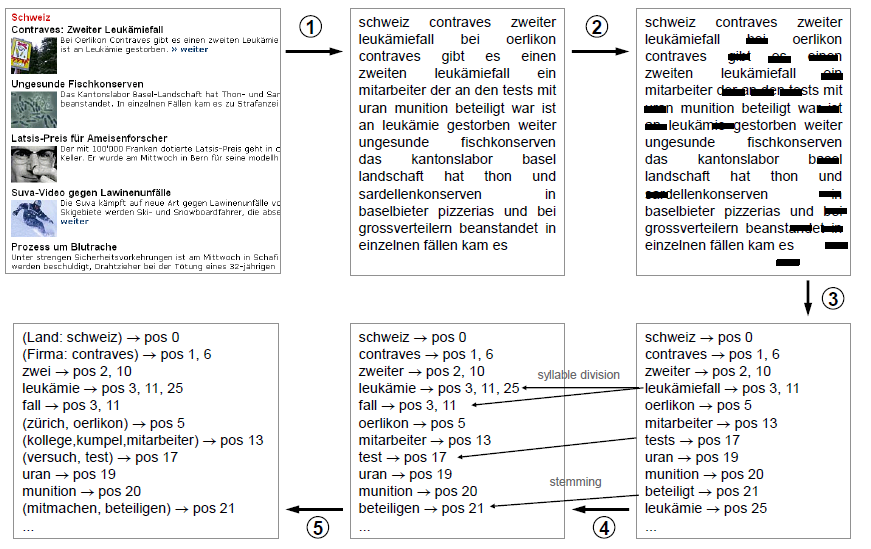 Schweiz
Contraves: Zweiter Leukämiefall
Bei Oerlikon Contraves gibt es einen zweiten Leukämie
ist an Leukämie gestorben. » weiter
Ungesunde Fischkonserven
Das Kantonslabor Basel-Landschaft hat Thon- und Sar
beanstandet. In einzelnen Fällen kam es zu Strafanzei
Latsis-Preis für Ameisenforscher
Der mit 100'000 Franken dotierte Latsis-Preis geht in
Keller. Er wurde am Mittwoch in Bern für seine modellh
Suva-Video gegen Lawinenunfälle
Die Suva kämpft auf neue Art gegen Lawinenunfälle
Skigebiete werden Ski- und Snowboardfahrer, die abse
weiter
Prozess um Blutrache
Unter strengen Sicherheitsvorkehrungen ist am Mittwoch in Schafi
werden beschuldigt, Drahtzieher bei der Tötung eines 32-jährigen
1
schweiz contraves zweiter
leukämiefall bei oerlikon
contraves gibt es einen
zweiten leukämiefall ein
mitarbeiter der an den tests mit
uran munition beteiligt war ist
an leukämie gestorben weiter
ungesunde fischkonserven
das kantonslabor basel
landschaft hat thon und
sardellenkonserven in
baselbieter pizzerias und bei
grossverteilern beanstandet in
einzelnen fällen kam es
2
schweiz contraves zweiter
leukämiefall bei oerlikon
contraves gibt es einen
zweiten leukämiefall ein
mitarbeiter der an den tests mit
uran munition beteiligt war ist
an leukämie gestorben weiter
ungesunde fischkonserven
das kantonslabor basel
landschaft hat thon und
sardellenkonserven in
baselbieter pizzerias und bei
grossverteilern beanstandet in
einzelnen fällen kam es
3
schweiz → pos 0
contraves → pos 1, 6
zweiter → pos 2, 10
leukämiefall → pos 3, 11
oerlikon → pos 5
mitarbeiter → pos 13
tests → pos 17
uran → pos 19
munition → pos 20
beteiligt → pos 21
leukämie → pos 25
...
4
syllable division
stemming
schweiz → pos 0
contraves → pos 1, 6
zweiter → pos 2, 10
leukämie → pos 3, 11, 25
fall → pos 3, 11
oerlikon → pos 5
mitarbeiter → pos 13
test → pos 17
uran → pos 19
munition → pos 20
beteiligen → pos 21
...
5
(Land: schweiz) → pos 0
(Firma: contraves) → pos 1, 6
zwei → pos 2, 10
leukämie → pos 3, 11, 25
fall → pos 3, 11
(zürich, oerlikon) → pos 5
(kollege,kumpel,mitarbeiter) → pos 13
(versuch, test) → pos 17
uran → pos 19
munition → pos 20
(mitmachen, beteiligen) → pos 21
...